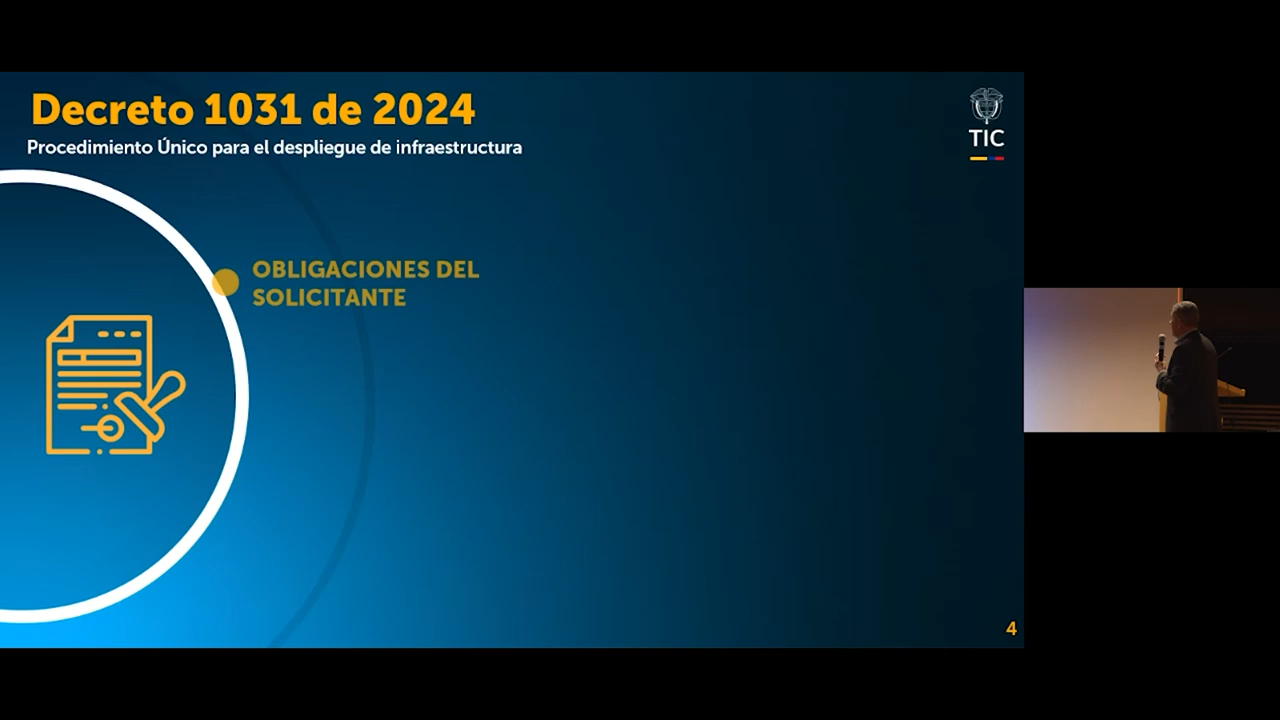 Decreto 1031 de 2024
Procedimiento Único para el despliegue de infraestructura
TIC
OBLIGACIONES DEL
SOLICITANTE
4